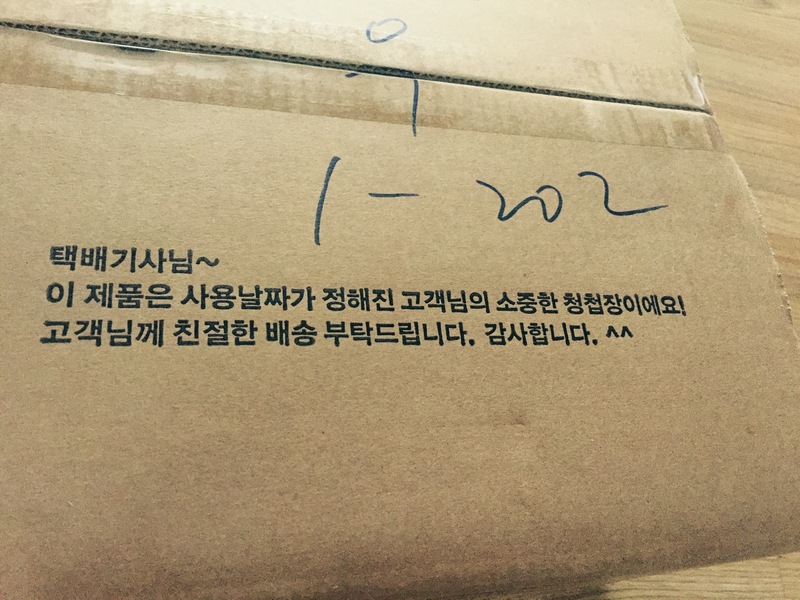 우
1-202
택배기사님~
이 제품은 사용날짜가 정해진 고객님의 소중한 청첩장이에요!
고객님께 친절한 배송 부탁드립니다. 감사합니다. ^^